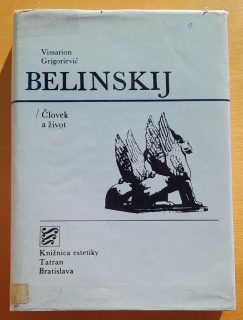 Vissarion
Grigorievič
BELINSKIJ
/Človek
a život
Knižnica estetiky
Tatran
Bratislava